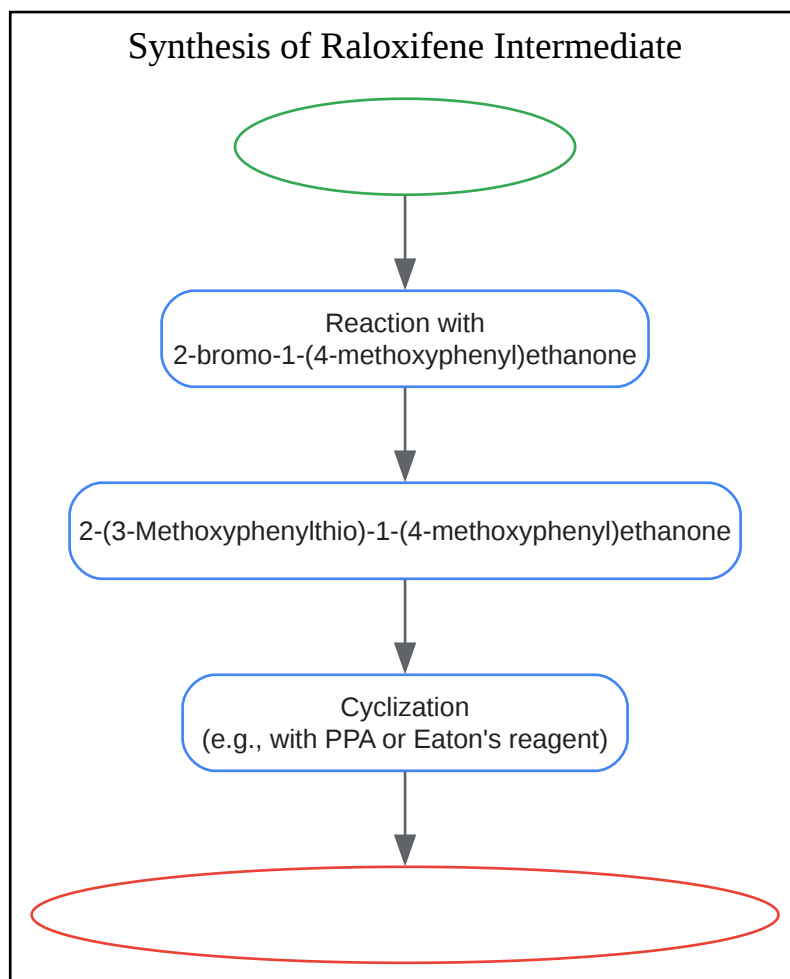 Synthesis of Raloxifene Intermediate
Reaction with
2-bromo-1-(4-methoxyphenyl)ethanone
2-(3-Methoxyphenylthio)-1-(4-methoxyphenyl)ethanone
Cyclization
(e.g., with PPA or Eaton's reagent)